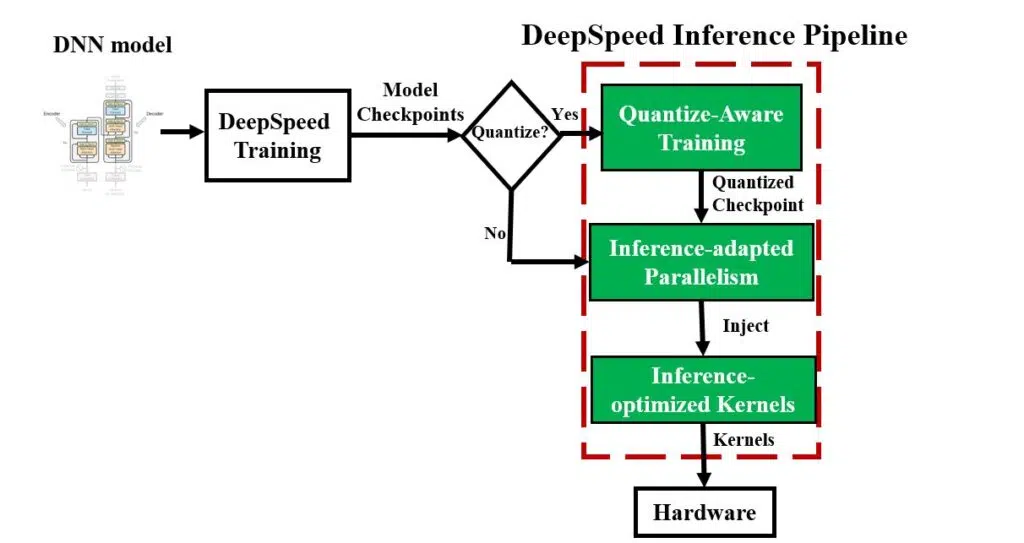 DeepSpeed Inference Pipeline
DNN model
Encoder
Decoder
DeepSpeed
Training
Model
Checkpoints
Quantize?
Yes
No
Quantize-Aware
Training
Quantized
Checkpoint
Inference-adapted
Parallelism
Inject
Inference-
optimized Kernels
Kernels
Hardware